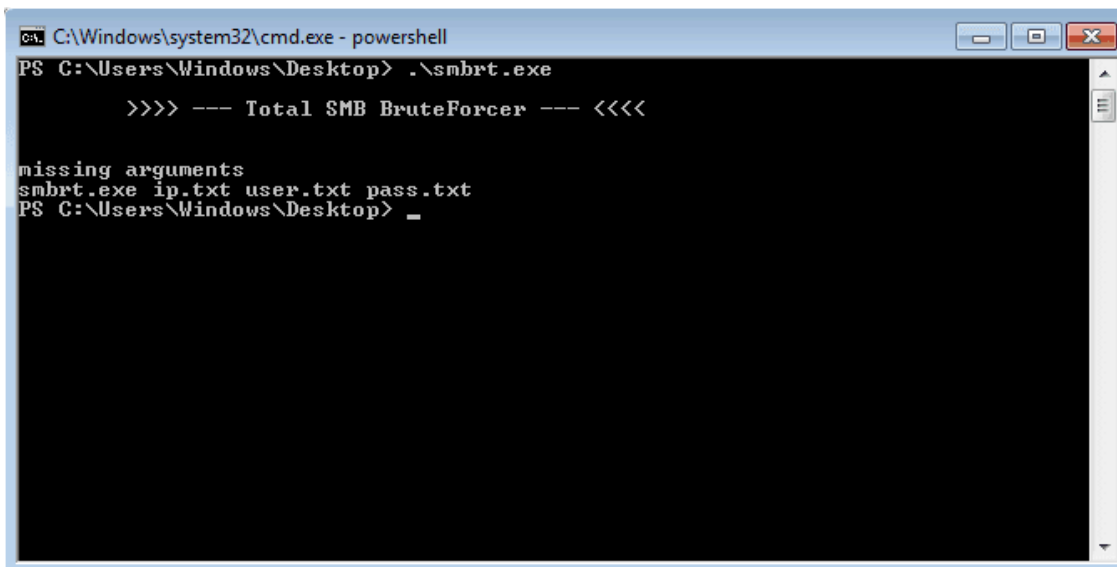 C:\Windows\system32\cmd.exe - powershell
PS C:\Users\Windows\Desktop> .\smbrt.exe
>>>> --- Total SMB BruteForcer --- <<<<
missing arguments
smbrt.exe ip.txt user.txt pass.txt
PS C:\Users\Windows\Desktop> _